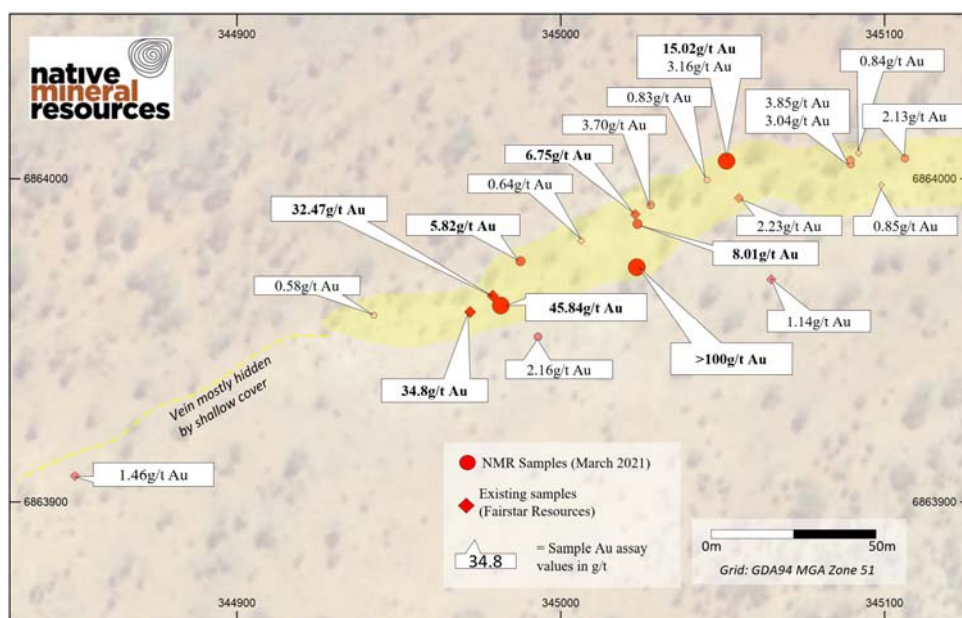 344900
345000
345100
native
mineral
resources
15.02g/t Au
3.16g/t Au
0.84g/t Au
0.83g/t Au
3.85g/t Au
3.04g/t Au
2.13g/t Au
3.70g/t Au
6.75g/t Au
6864000
6864000
0.64g/t Au
32.47g/t Au
5.82g/t Au
2.23g/t Au
0.85g/t Au
8.01g/t Au
0.58g/t Au
45.84g/t Au
1.14g/t Au
>100g/t Au
2.16g/t Au
34.8g/t Au
Vein mostly hidden
by shallow cover
1.46g/t Au
NMR Samples (March 2021)
Existing samples
(Fairstar Resources)
34.8
= Sample Au assay
values in g/t
6863900
6863900
0m
50m
Grid: GDA94 MGA Zone 51
344900
345000
345100